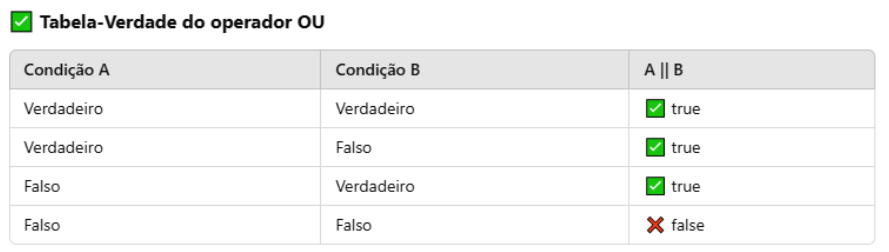 ✅ Tabela-Verdade do operador OU
Condição A Condição B A || B
Verdadeiro Verdadeiro ✅ true
Verdadeiro Falso ✅ true
Falso Verdadeiro ✅ true
Falso Falso ❌ false